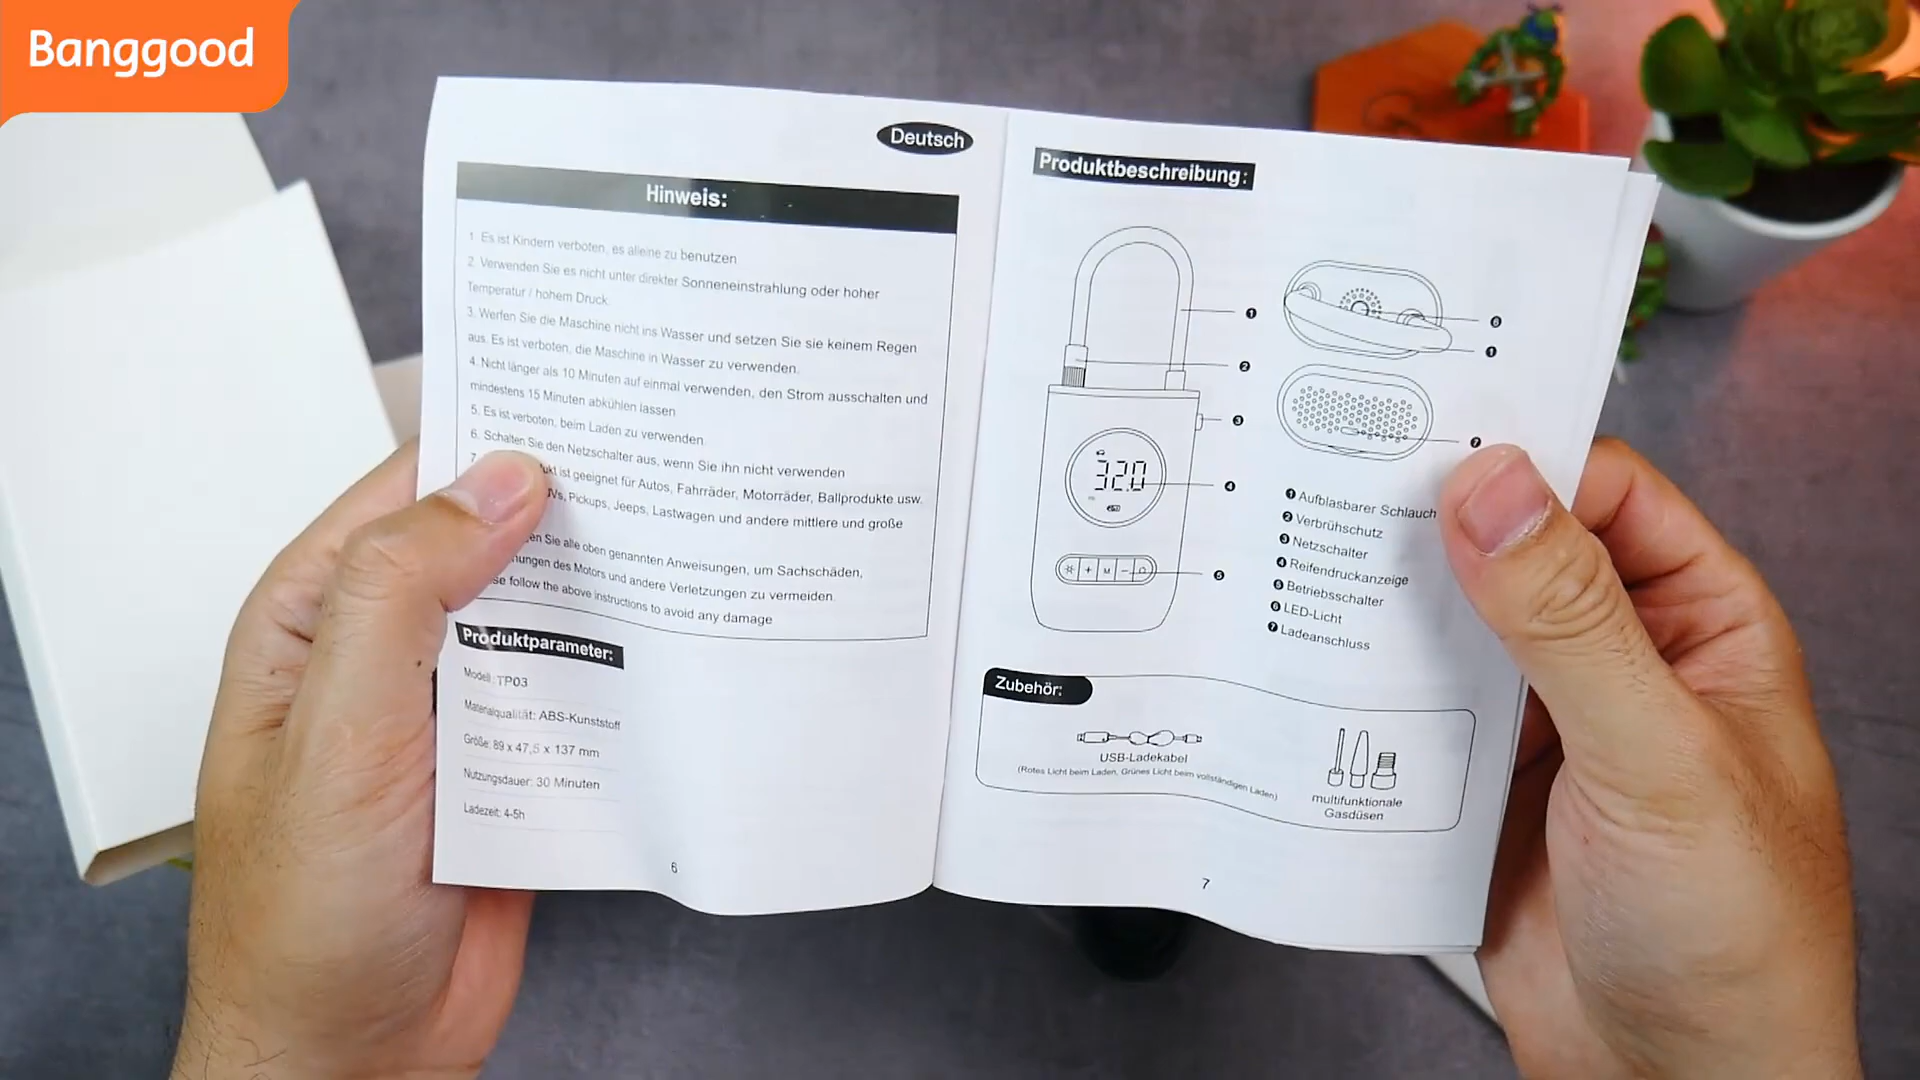 Banggood
Deutsch
Hinweis:
1. Es ist Kindern verboten, es alleine zu benutzen
2. Verwenden Sie es nicht unter direkter Sonneneinstrahlung oder hoher
Temperatur / hohem Druck.
3. Werfen Sie die Maschine nicht ins Wasser und setzen Sie sie keinem Regen
aus. Es ist verboten, die Maschine in Wasser zu verwenden.
4. Nicht länger als 10 Minuten auf einmal verwenden, den Strom ausschalten und
mindestens 15 Minuten abkühlen lassen
5. Es ist verboten, beim Laden zu verwenden
6. Schalten Sie den Netzschalter aus, wenn Sie ihn nicht verwenden
7. ist geeignet für Autos, Fahrräder, Motorräder, Ballprodukte usw.
Pickups, Jeeps, Lastwagen und andere mittlere und große
Sie alle oben genannten Anweisungen, um Sachschäden,
des Motors und andere Verletzungen zu vermeiden.
follow the above instructions to avoid any damage
Produktparameter:
Modell: TP03
Materialqualität: ABS-Kunststoff
Größe: 89 x 47,5 x 137 mm
Nutzungsdauer: 30 Minuten
Ladezeit: 4-5h
6
Produktbeschreibung:
1
2
3
4
5
6
1
7
32.0
+ M −
1 Aufblasbarer Schlauch
2 Verbrühschutz
3 Netzschalter
4 Reifendruckanzeige
5 Betriebsschalter
6 LED-Licht
7 Ladeanschluss
Zubehör:
USB-Ladekabel
(Rotes Licht beim Laden, Grünes Licht beim vollständigen Laden)
multifunktionale
Gasdüsen
7